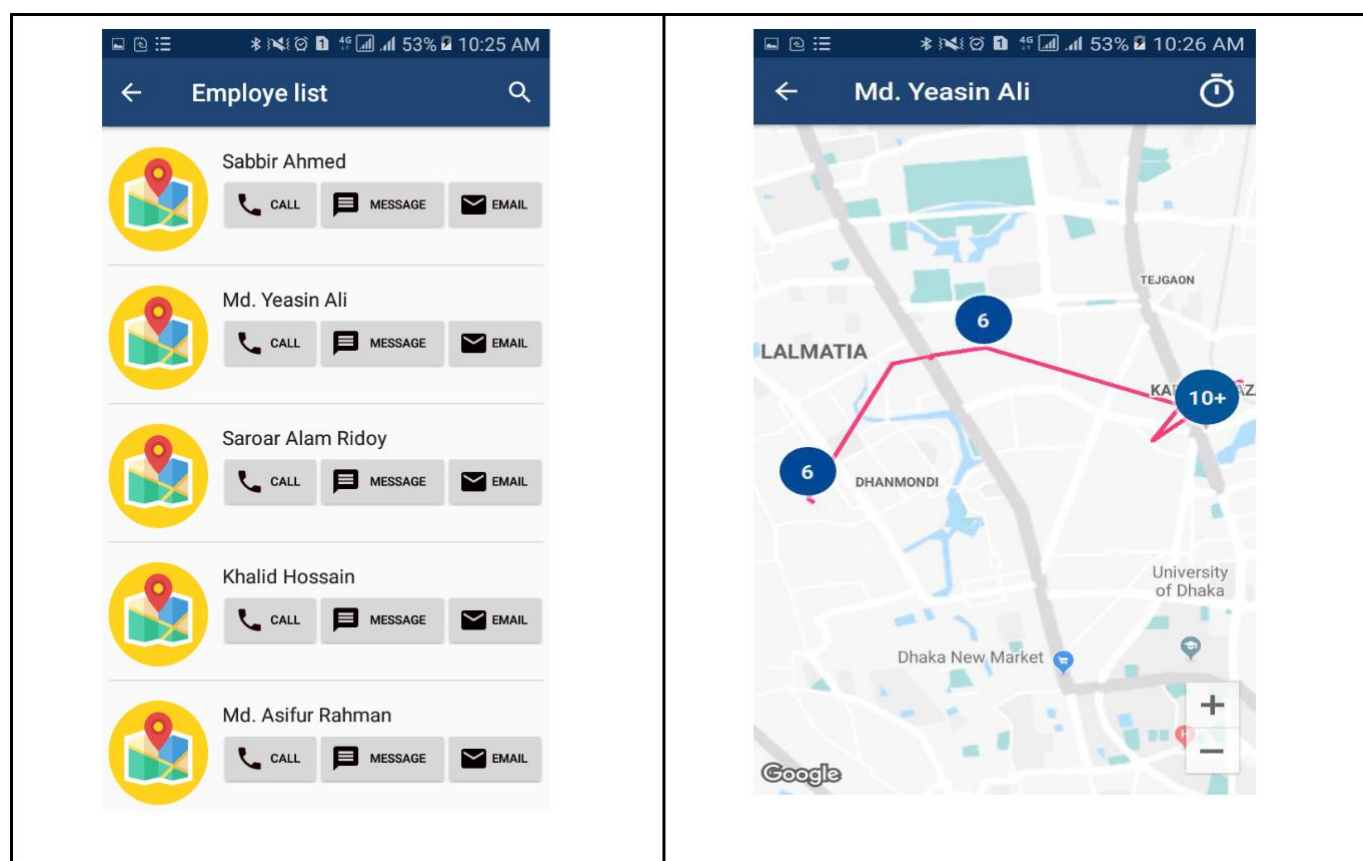 53% 10:25 AM
Employe list
Sabbir Ahmed
CALL MESSAGE EMAIL
Md. Yeasin Ali
CALL MESSAGE EMAIL
Saroar Alam Ridoy
CALL MESSAGE EMAIL
Khalid Hossain
CALL MESSAGE EMAIL
Md. Asifur Rahman
CALL MESSAGE EMAIL
1 4G 53% 10:26 AM
Md. Yeasin Ali
TEJGAON
6
LALMATIA
10+
6
DHANMONDI
University
of Dhaka
Dhaka New Market
H
Google